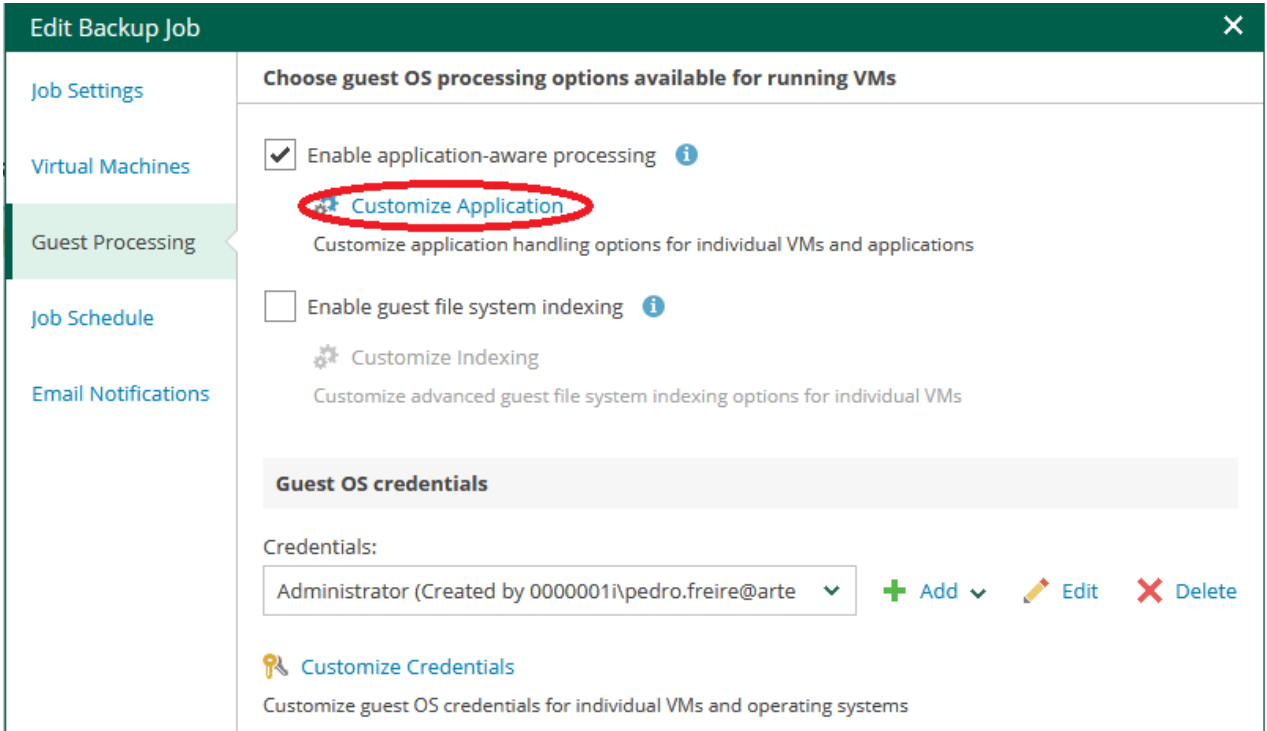 Edit Backup Job
Job Settings
Virtual Machines
Guest Processing
Job Schedule
Email Notifications
Choose guest OS processing options available for running VMs
Enable application-aware processing
Customize Application
Customize application handling options for individual VMs and applications
Enable guest file system indexing
Customize Indexing
Customize advanced guest file system indexing options for individual VMs
Guest OS credentials
Credentials:
Administrator (Created by 0000001i\pedro.freire@arte
Add
Edit
Delete
Customize Credentials
Customize guest OS credentials for individual VMs and operating systems